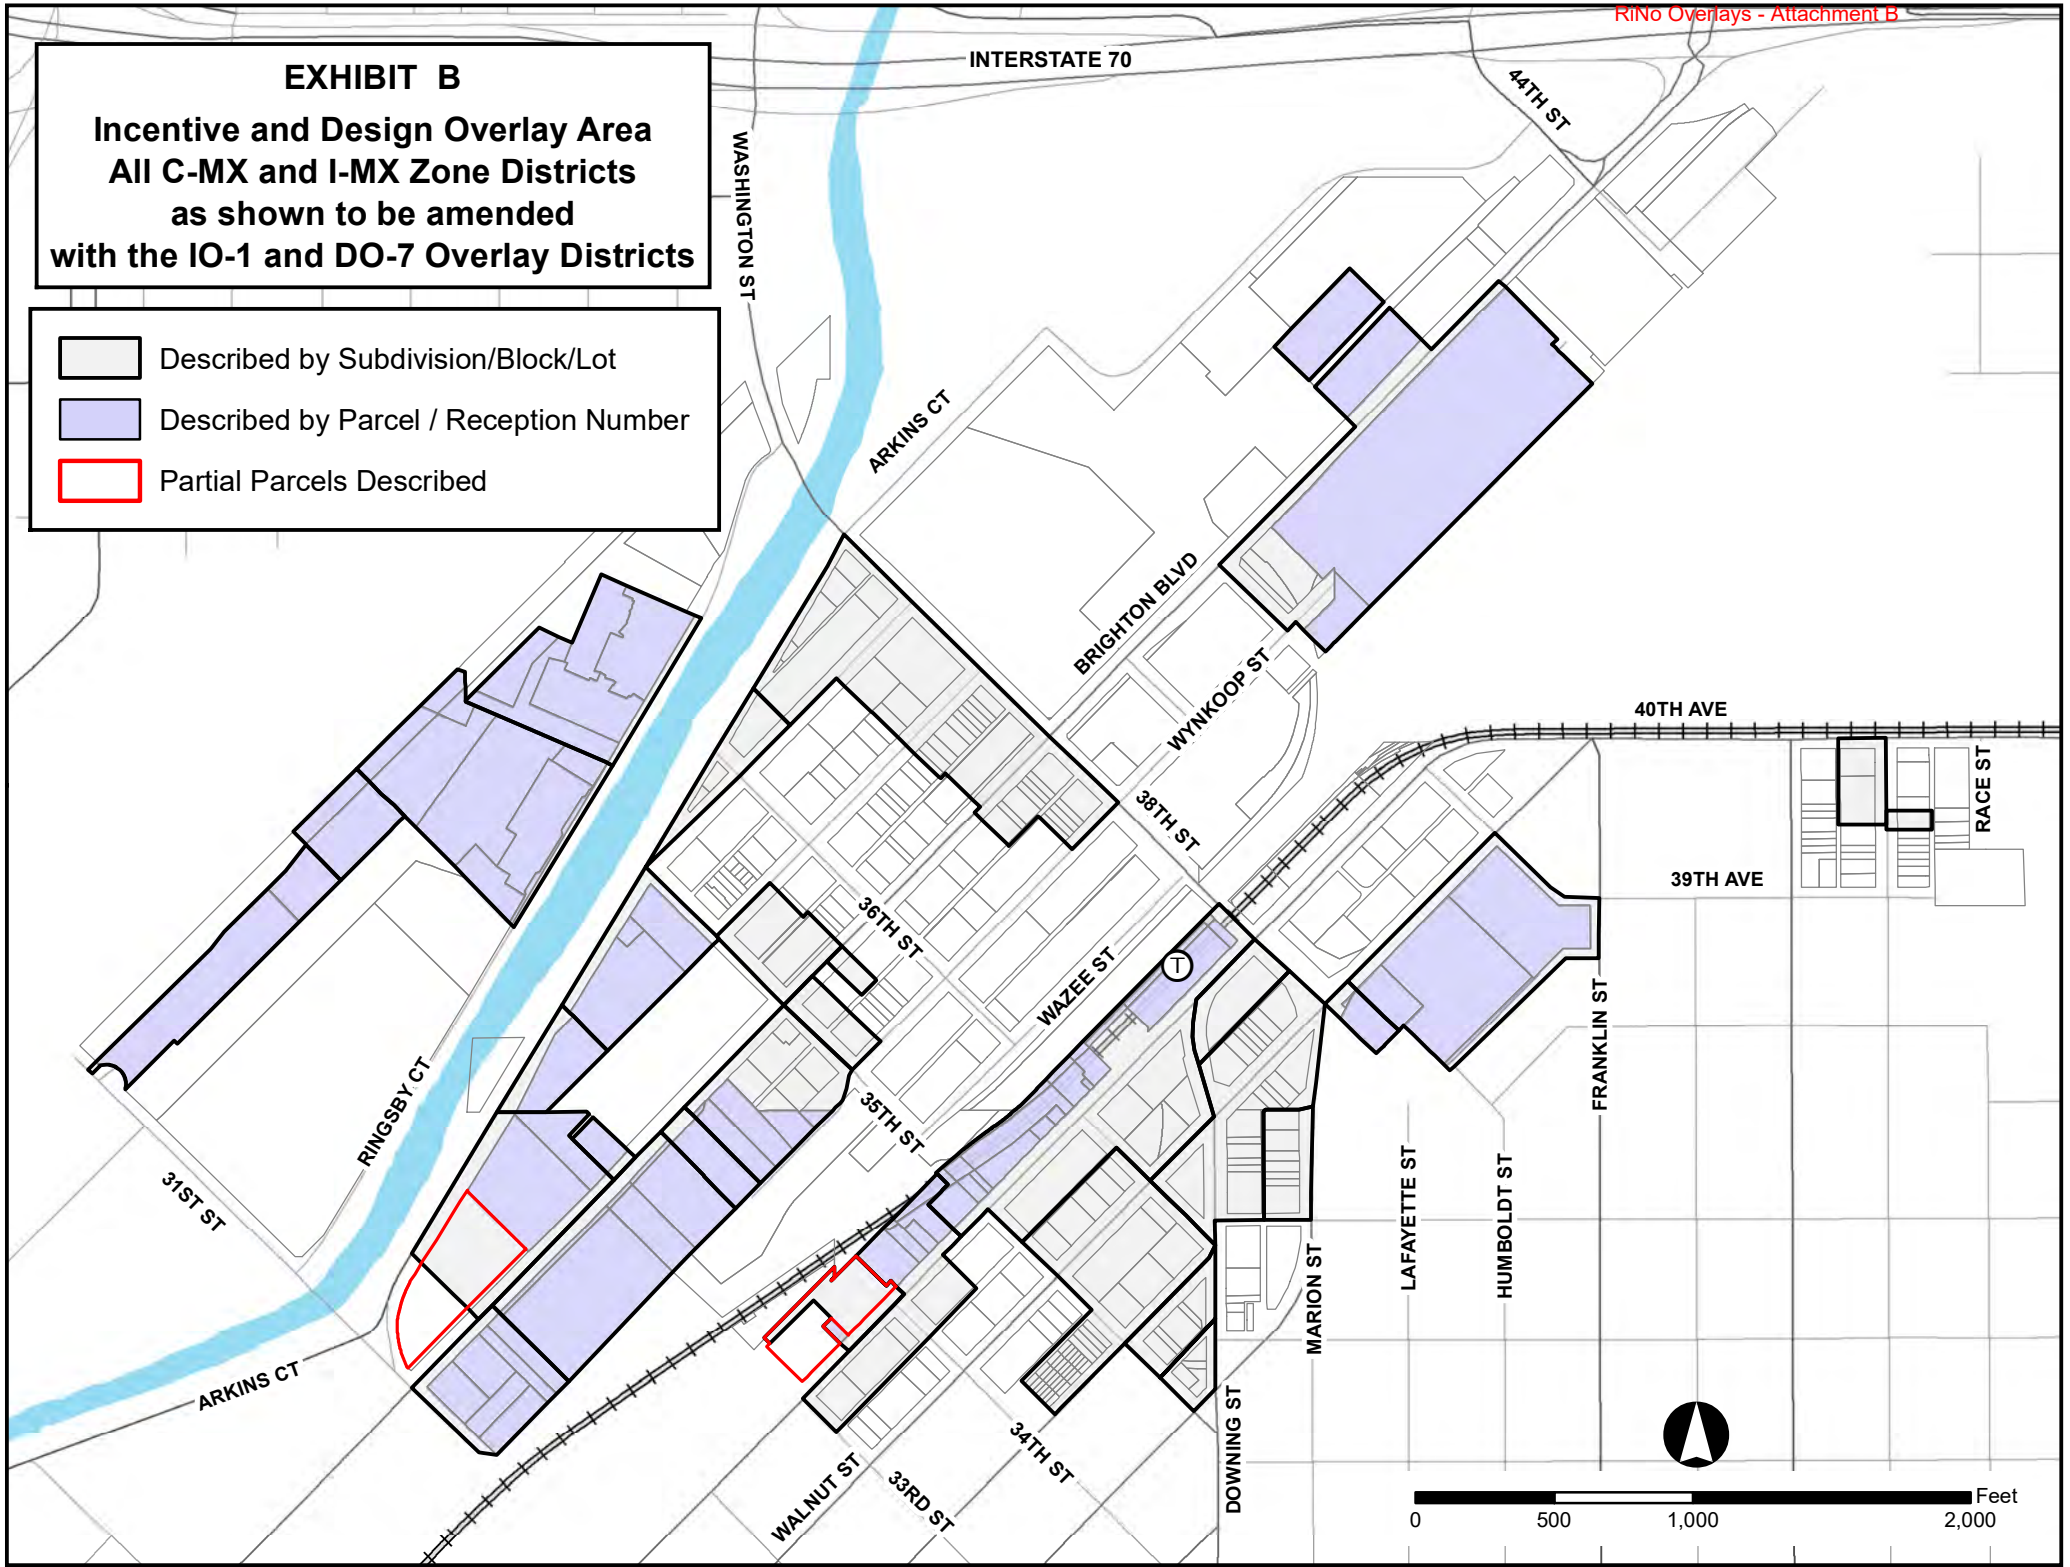 RiNo Overlays - Attachment B
EXHIBIT B
Incentive and Design Overlay Area
All C-MX and I-MX Zone Districts
as shown to be amended
with the IO-1 and DO-7 Overlay Districts
Described by Subdivision/Block/Lot
Described by Parcel / Reception Number
Partial Parcels Described
INTERSTATE 70
44TH ST
WASHINGTON ST
ARKINS CT
BRIGHTON BLVD
WYNKOOP ST
40TH AVE
RACE ST
38TH ST
39TH AVE
36TH ST
WAZEE ST
T
FRANKLIN ST
RINGSBY CT
35TH ST
31ST ST
LAFAYETTE ST
HUMBOLDT ST
MARION ST
ARKINS CT
DOWNING ST
34TH ST
33RD ST
WALNUT ST
Feet
0 500 1,000 2,000